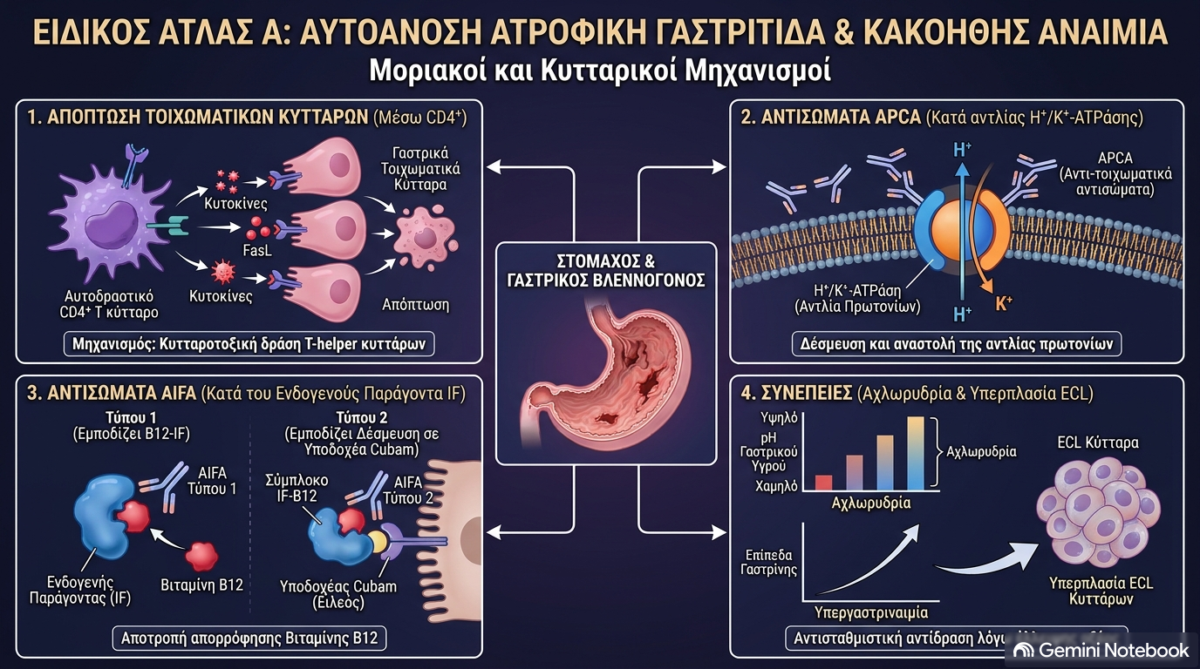 ΕΙΔΙΚΟΣ ΑΤΛΑΣ Α: ΑΥΤΟΑΝΟΣΗ ΑΤΡΟΦΙΚΗ ΓΑΣΤΡΙΤΙΔΑ & ΚΑΚΟΗΘΗΣ ΑΝΑΙΜΙΑ
Μοριακοί και Κυτταρικοί Μηχανισμοί
1. ΑΠΟΠΤΩΣΗ ΤΟΙΧΩΜΑΤΙΚΩΝ ΚΥΤΤΑΡΩΝ (Μέσω CD4⁺)
Κυτοκίνες
FasL
Κυτοκίνες
Γαστρικά
Τοιχωματικά
Κύτταρα
Αυτοδραστικό
CD4⁺ T κύτταρο
Απόπτωση
Μηχανισμός: Κυτταροτοξική δράση T-helper κυττάρων
2. ΑΝΤΙΣΩΜΑΤΑ APCA (Κατά αντλίας H⁺/K⁺-ATPάσης)
H⁺
APCA
(Αντι-τοιχωματικά
αντισώματα)
H⁺/K⁺-ATPάση
(Αντλία Πρωτονίων)
H⁺
K⁺
Δέσμευση και αναστολή της αντλίας πρωτονίων
ΣΤΟΜΑΧΟΣ &
ΓΑΣΤΡΙΚΟΣ ΒΛΕΝΝΟΓΟΝΟΣ
3. ΑΝΤΙΣΩΜΑΤΑ AIFA (Κατά του Ενδογενούς Παράγοντα IF)
Τύπου 1
(Εμποδίζει B12-IF)
AIFA
Τύπου 1
Ενδογενής
Παράγοντας (IF)
Βιταμίνη B12
Τύπου 2
(Εμποδίζει Δέσμευση σε
Υποδοχέα Cubam)
Σύμπλοκο
IF-B12
AIFA
Τύπου 2
Υποδοχέας Cubam
(Ειλεός)
Αποτροπή απορρόφησης Βιταμίνης B12
4. ΣΥΝΕΠΕΙΕΣ (Αχλωρυδρία & Υπερπλασία ECL)
Υψηλό
pH
Γαστρικού
Υγρού
Χαμηλό
Αχλωρυδρία
Αχλωρυδρία
Επίπεδα
Γαστρίνης
Υπεργαστριναιμία
ECL Κύτταρα
Υπερπλασία ECL
Κυττάρων
Αντισταθμιστική αντίδραση λόγω
Gemini Notebook